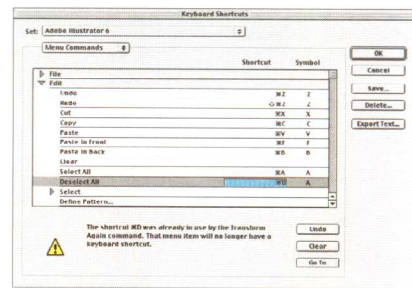 Keyboard Shortcuts
Set: Adobe Illustrator 6
Menu Commands
Shortcut Symbol
File
Edit
Undo ⌘Z Z
Redo ⇧⌘Z Z
Cut ⌘X X
Copy ⌘C C
Paste ⌘V V
Paste in Front ⌘F F
Paste in Back ⌘B B
Clear
Select All ⌘A A
Deselect All A
Select
Define Pattern...
OK
Cancel
Save...
Delete...
Export Text...
The shortcut ⌘D was already in use by the Transform
Again command. That menu item will no longer have a
keyboard shortcut.
Undo
Clear
Go To